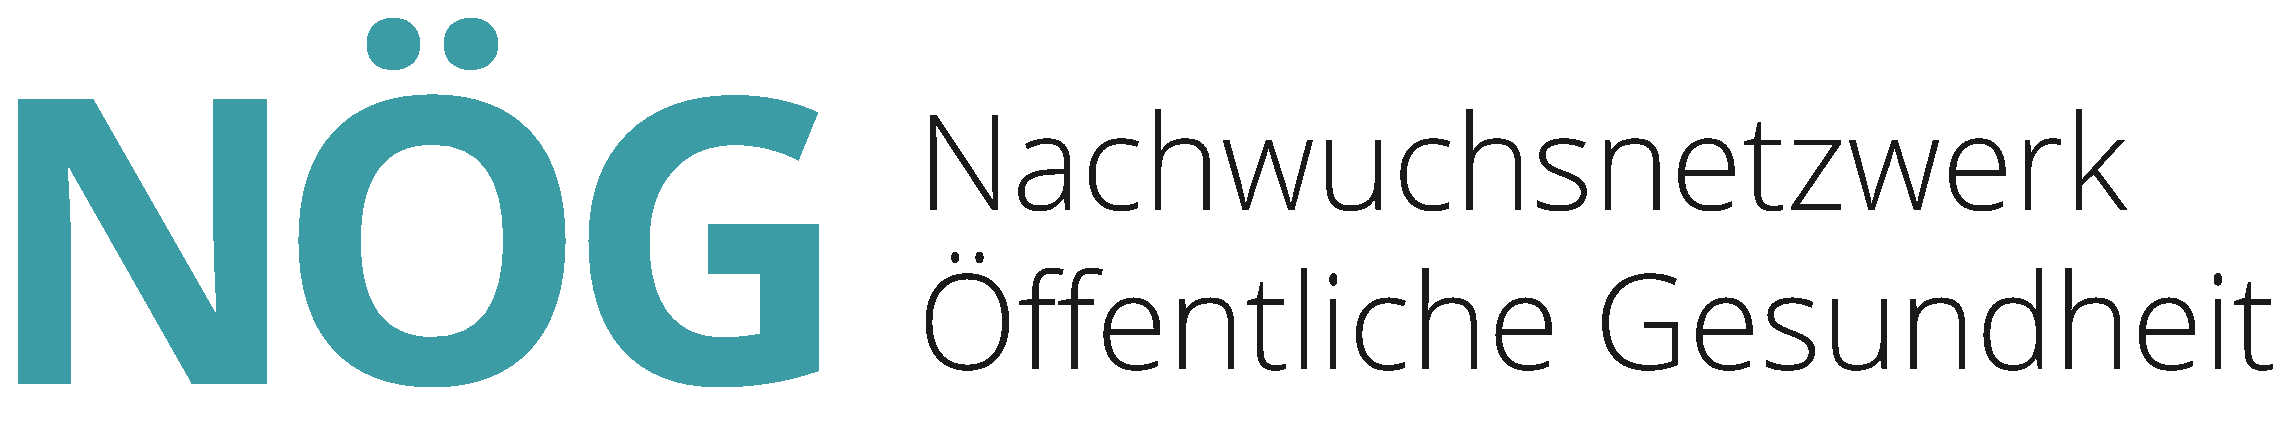 NÖG
Nachwuchsnetzwerk
Öffentliche Gesundheit